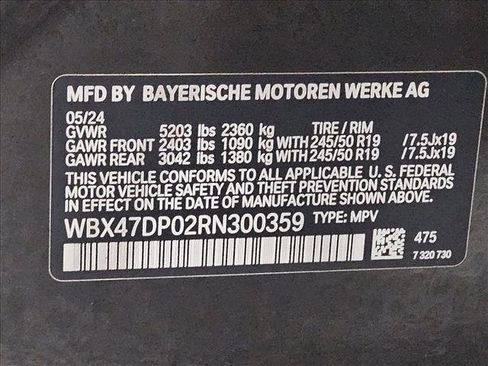 MFD BY BAYERISCHE MOTOREN WERKE AG
05/24
GVWR 5203 lbs 2360 kg TIRE / RIM
GAWR FRONT 2403 lbs 1090 kg WITH 245/50 R19 /7.5Jx19
GAWR REAR 3042 lbs 1380 kg WITH 245/50 R19 /7.5Jx19
THIS VEHICLE CONFORMS TO ALL APPLICABLE U. S. FEDERAL
MOTOR VEHICLE SAFETY AND THEFT PREVENTION STANDARDS
IN EFFECT ON THE DATE OF MANUFACTURE SHOWN ABOVE.
WBX47DP02RN300359 TYPE: MPV
475
7 320 730